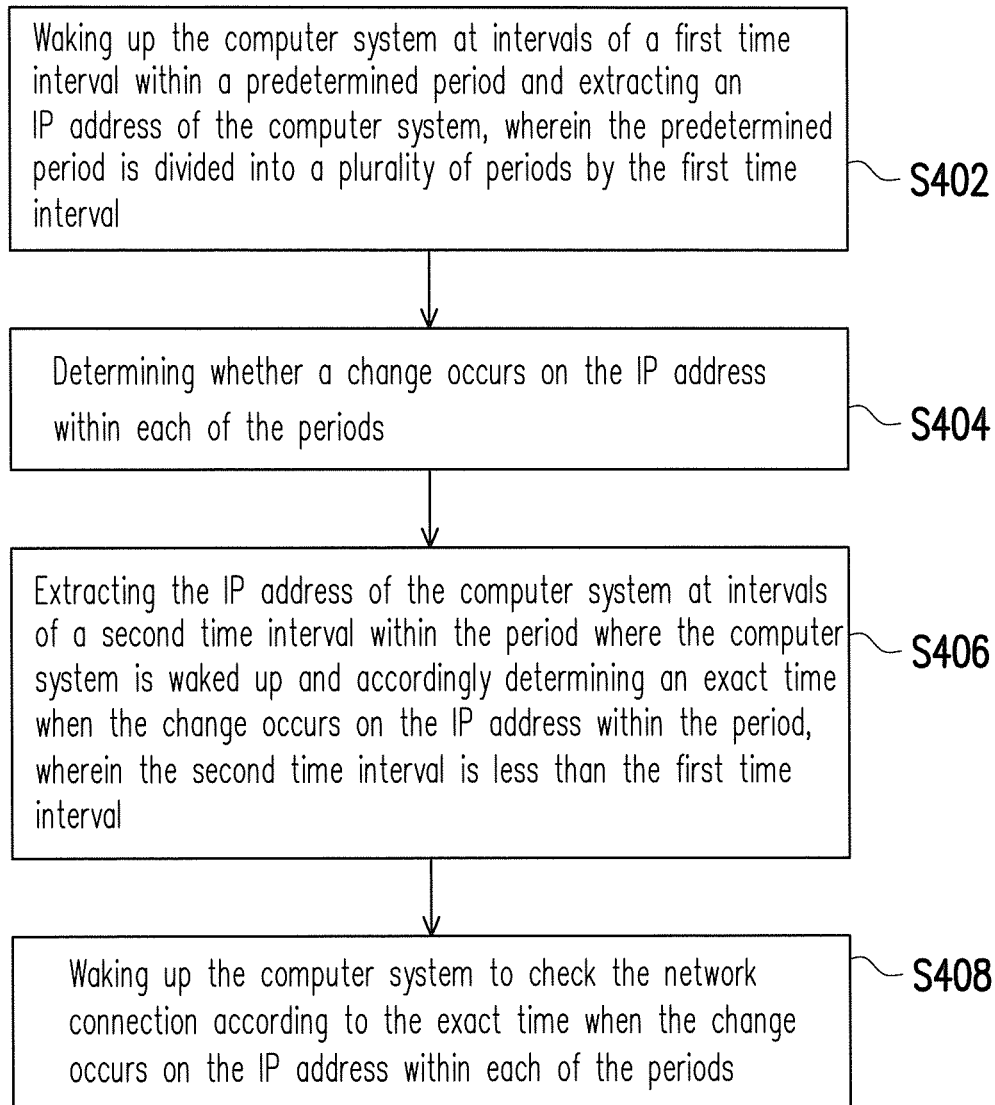 Waking up the computer system at intervals of a first time
interval within a predetermined period and extracting an
IP address of the computer system, wherein the predetermined
period is divided into a plurality of periods by the first time
interval
S402
Determining whether a change occurs on the IP address
within each of the periods
S404
Extracting the IP address of the computer system at intervals
of a second time interval within the period where the computer
system is waked up and accordingly determining an exact time
when the change occurs on the IP address within the period,
wherein the second time interval is less than the first time
interval
S406
Waking up the computer system to check the network
connection according to the exact time when the change
occurs on the IP address within each of the periods
S408